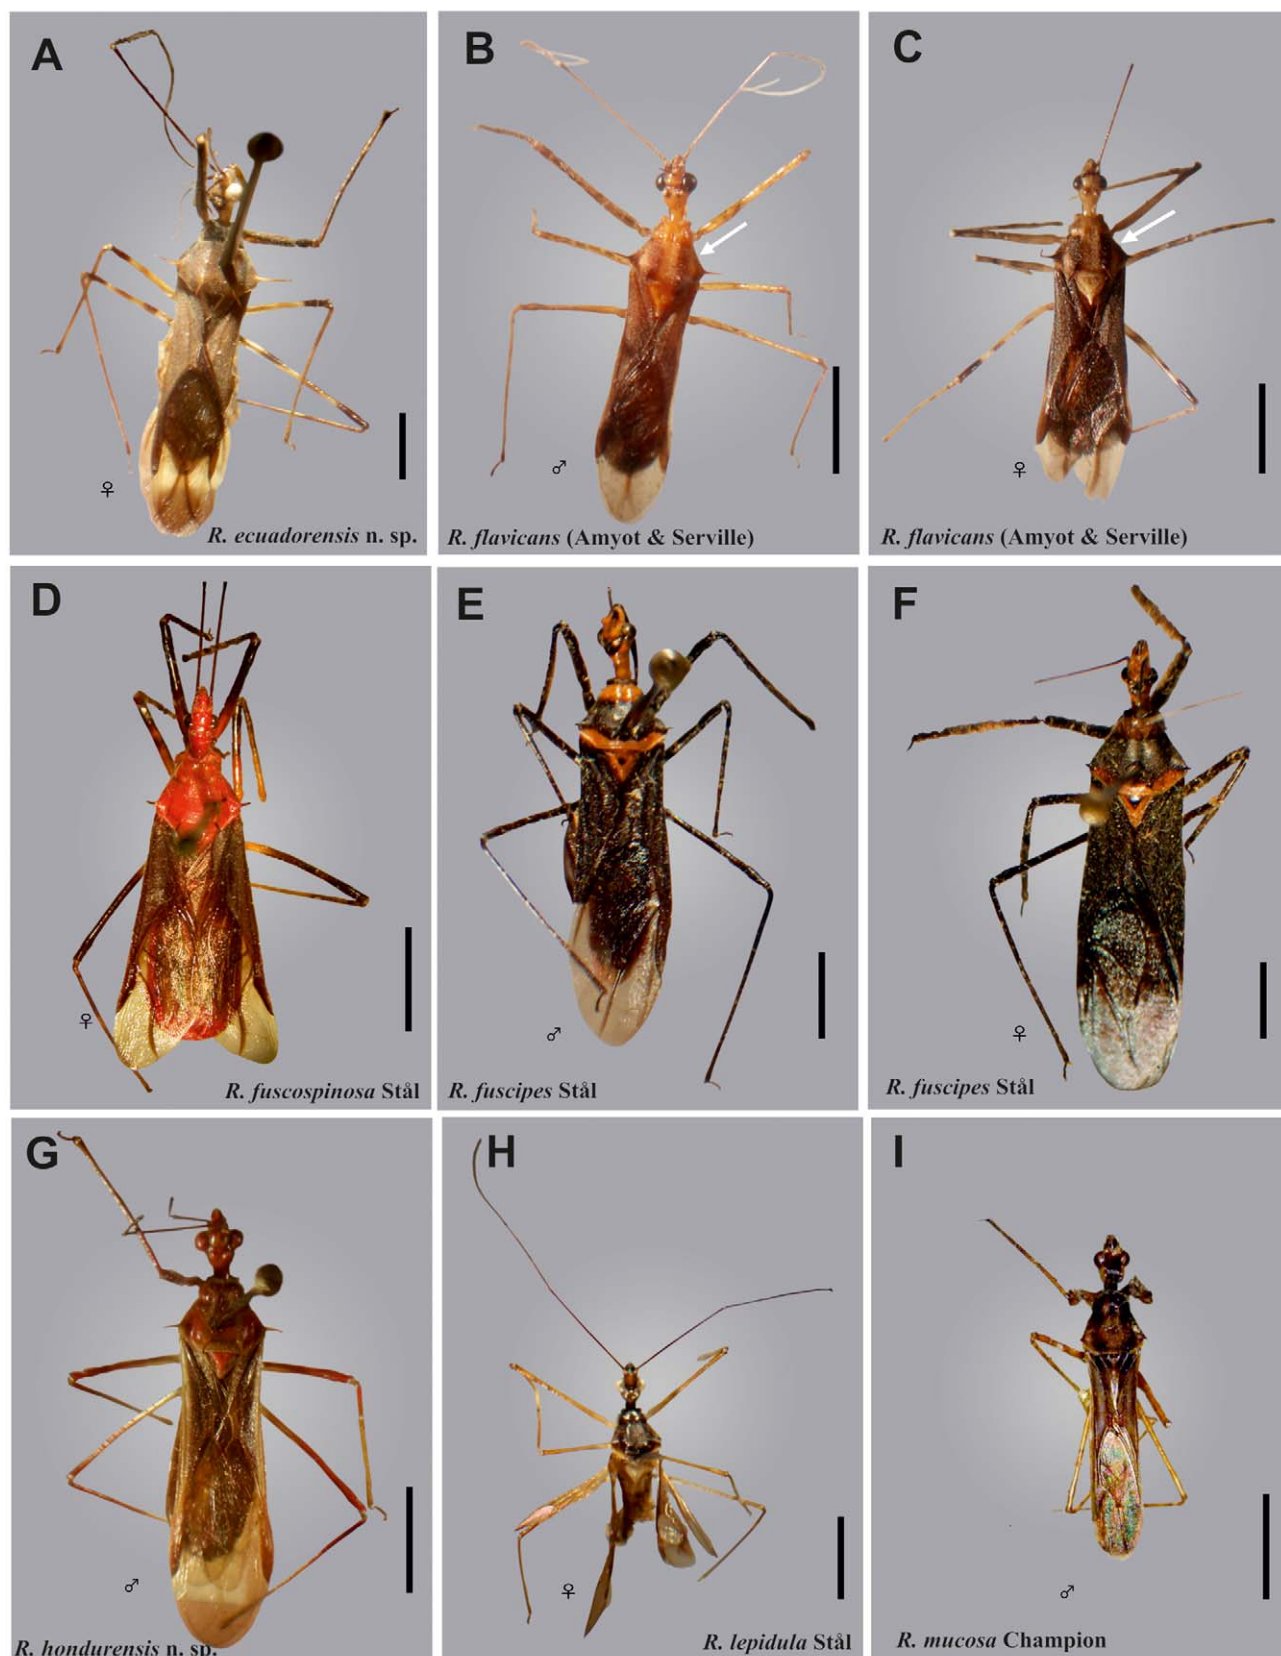 A
B
C
♀
R. ecuadorensis n. sp.
♂
R. flavicans (Amyot & Serville)
♀
R. flavicans (Amyot & Serville)
D
E
F
♀
R. fuscospinosa Stål
♂
R. fuscipes Stål
♀
R. fuscipes Stål
G
H
I
♂
R. hondurensis n. sp.
♀
R. lepidula Stål
♂
R. mucosa Champion